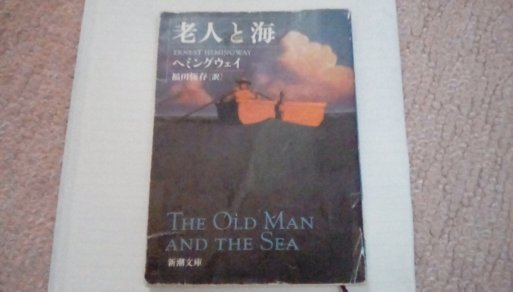 老人と海
ERNEST HEMINGWAY
ヘミングウェイ
福田恆存[訳]
THE OLD MAN
AND THE SEA
新潮文庫